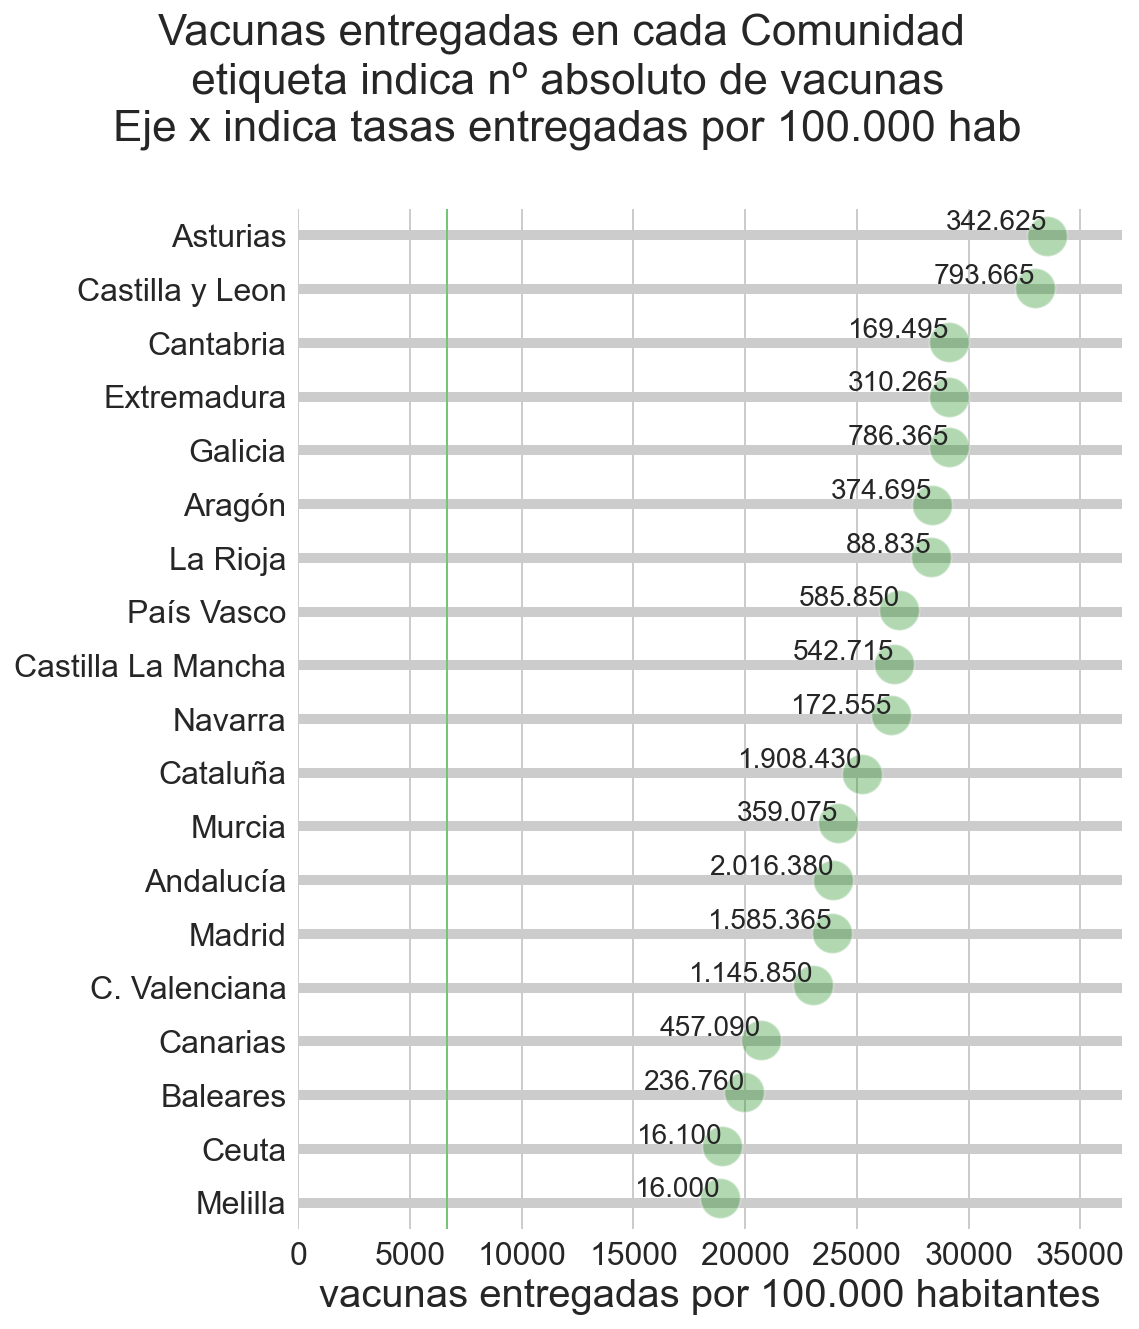 Vacunas entregadas en cada Comunidad
etiqueta indica nº absoluto de vacunas
Eje x indica tasas entregadas por 100.000 hab
Asturias 342.625
Castilla y Leon 793.665
Cantabria 169.495
Extremadura 310.265
Galicia 786.365
Aragón 374.695
La Rioja 88.835
País Vasco 585.850
Castilla La Mancha 542.715
Navarra 172.555
Cataluña 1.908.430
Murcia 359.075
Andalucía 2.016.380
Madrid 1.585.365
C. Valenciana 1.145.850
Canarias 457.090
Baleares 236.760
Ceuta 16.100
Melilla 16.000
0 5000 10000 15000 20000 25000 30000 35000
vacunas entregadas por 100.000 habitantes